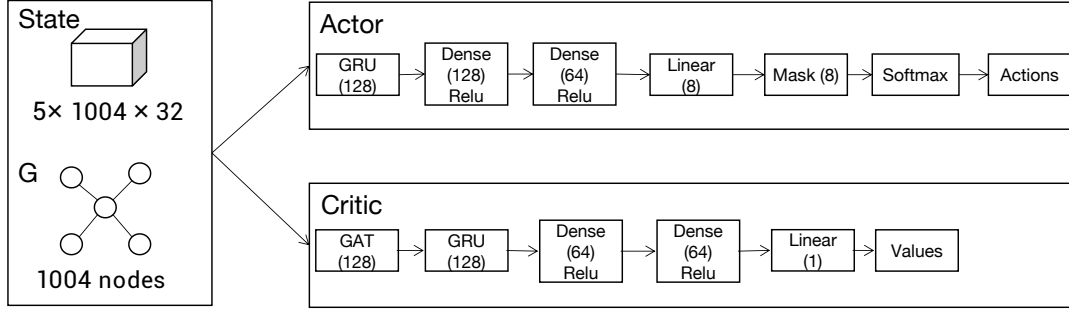 State
5× 1004 × 32
G
1004 nodes
Actor
GRU
(128)
Dense
(128)
Relu
Dense
(64)
Relu
Linear
(8)
Mask (8)
Softmax
Actions
Critic
GAT
(128)
GRU
(128)
Dense
(64)
Relu
Dense
(64)
Relu
Linear
(1)
Values